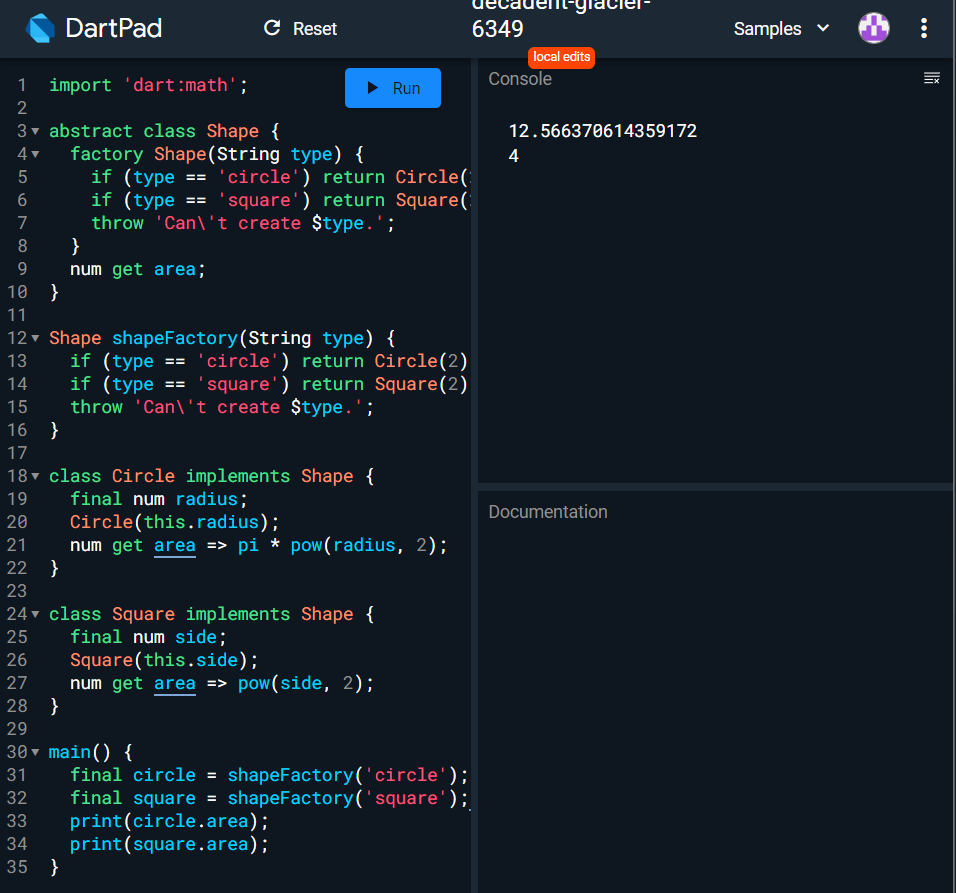 DartPad
Reset
decadent-glacier-
6349
local edits
Samples
Run
1 import 'dart:math';
2
3 abstract class Shape {
4   factory Shape(String type) {
5     if (type == 'circle') return Circle(
6     if (type == 'square') return Square(
7     throw 'Can\'t create $type.';
8   }
9   num get area;
10 }
11
12 Shape shapeFactory(String type) {
13   if (type == 'circle') return Circle(2)
14   if (type == 'square') return Square(2)
15   throw 'Can\'t create $type.';
16 }
17
18 class Circle implements Shape {
19   final num radius;
20   Circle(this.radius);
21   num get area => pi * pow(radius, 2);
22 }
23
24 class Square implements Shape {
25   final num side;
26   Square(this.side);
27   num get area => pow(side, 2);
28 }
29
30 main() {
31   final circle = shapeFactory('circle');
32   final square = shapeFactory('square');
33   print(circle.area);
34   print(square.area);
35 }
Console
12.566370614359172
4
Documentation